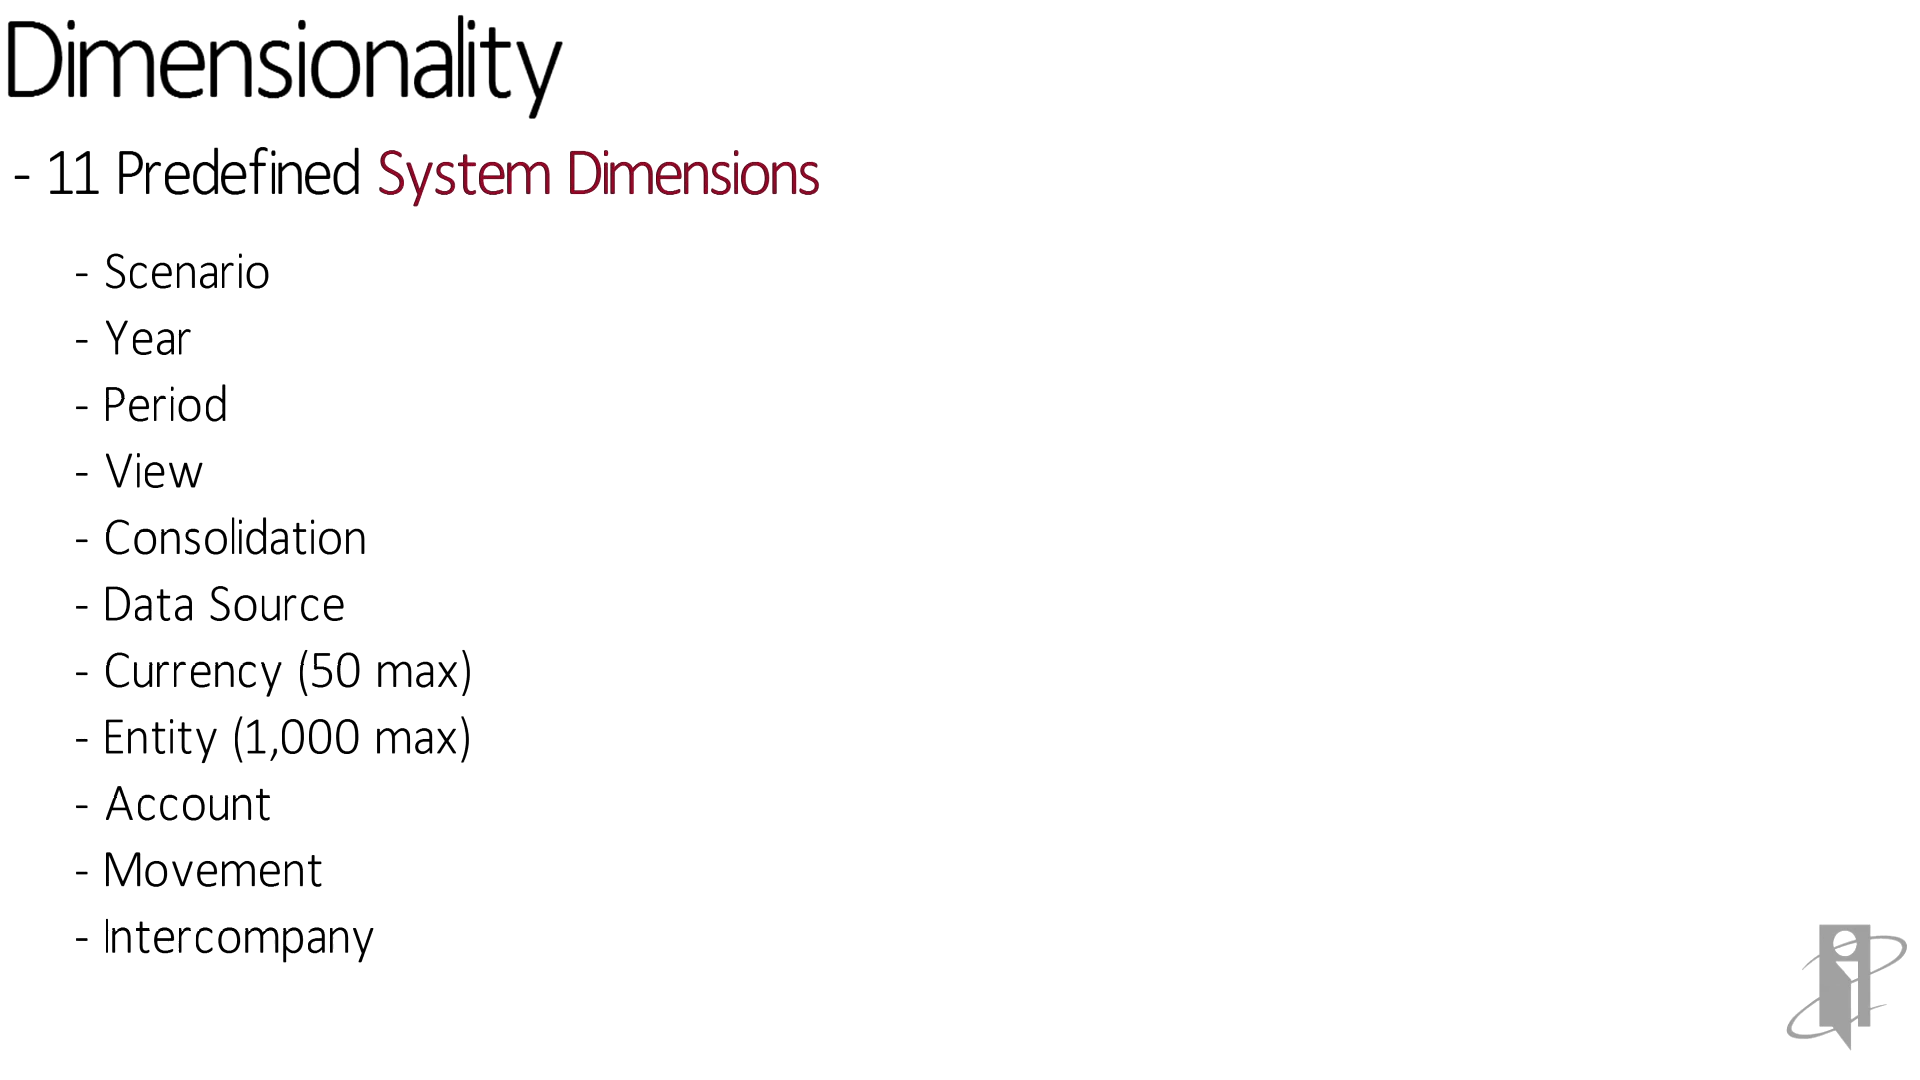 Dimensionality
- 11 Predefined System Dimensions
- Scenario
- Year
- Period
- View
- Consolidation
- Data Source
- Currency (50 max)
- Entity (1,000 max)
- Account
- Movement
- Intercompany